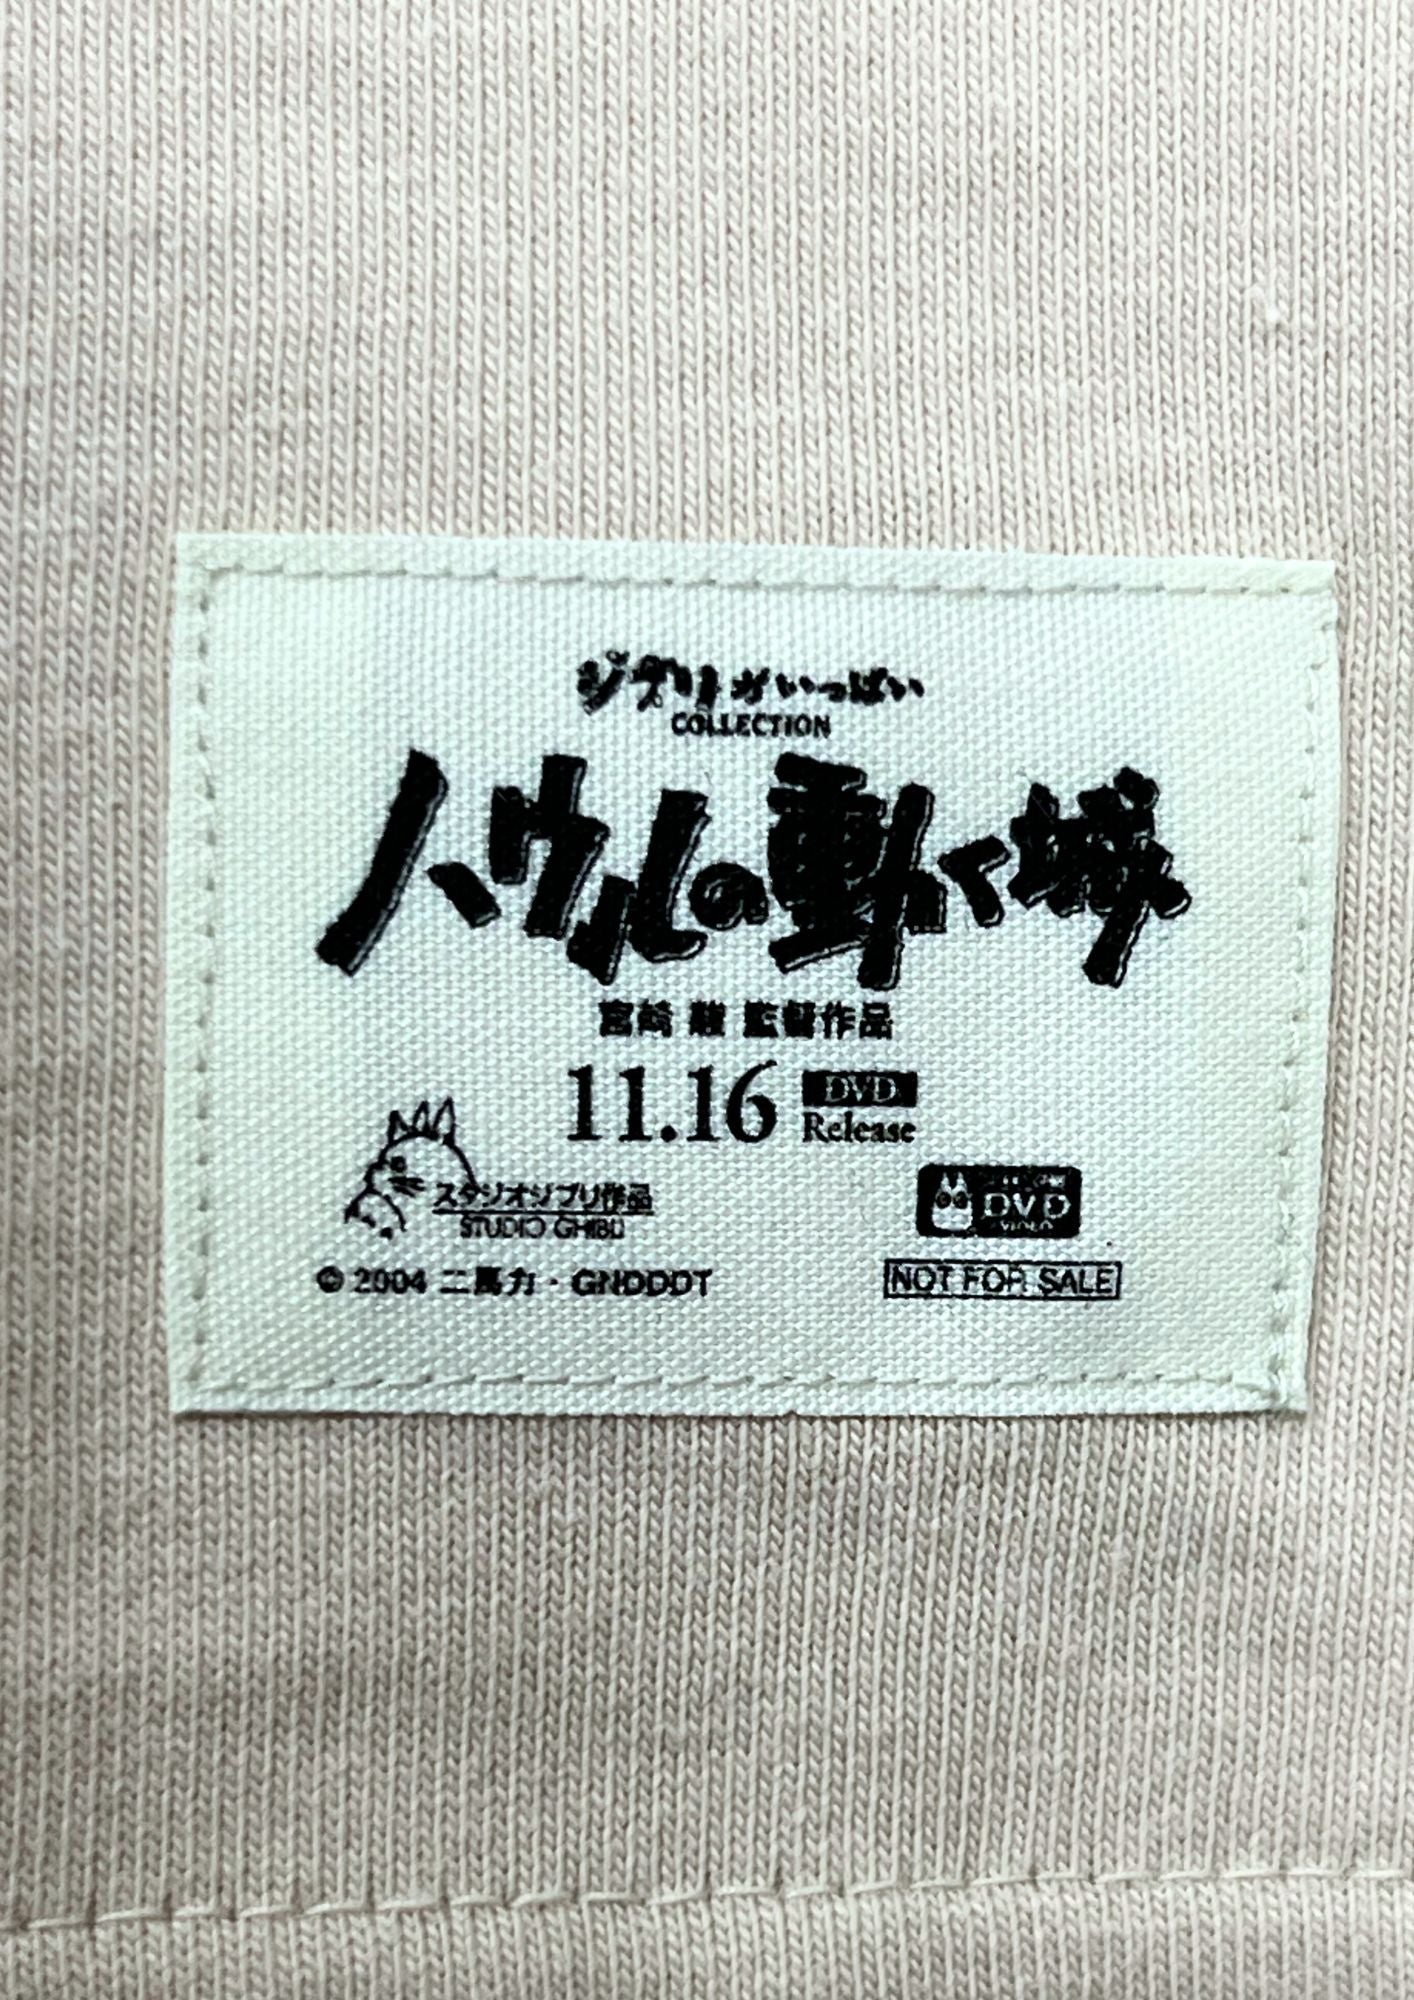 ジブリがいっぱい
COLLECTION
ハウルの動く城
宮崎 駿 監督作品
11.16 DVD
Release
スタジオジブリ作品
STUDIO GHIBLI
DVD
VIDEO
© 2004 二馬力・GNDDDT
NOT FOR SALE